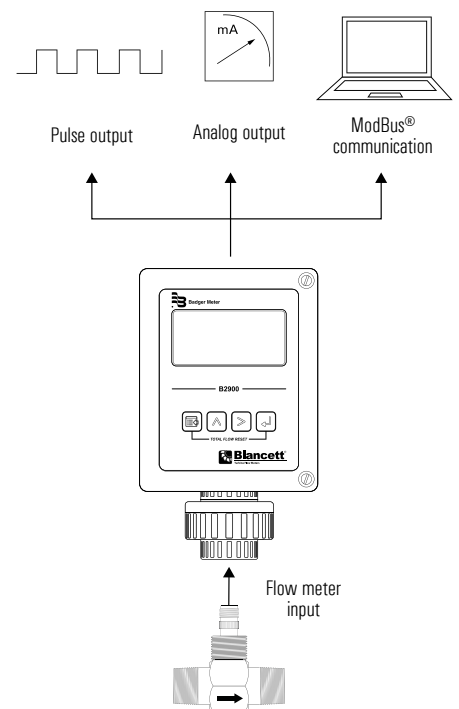 mA
Pulse output
Analog output
ModBus®
communication
Badger Meter
B2900
TOTAL FLOW RESET
Blancett
Flow meter
input